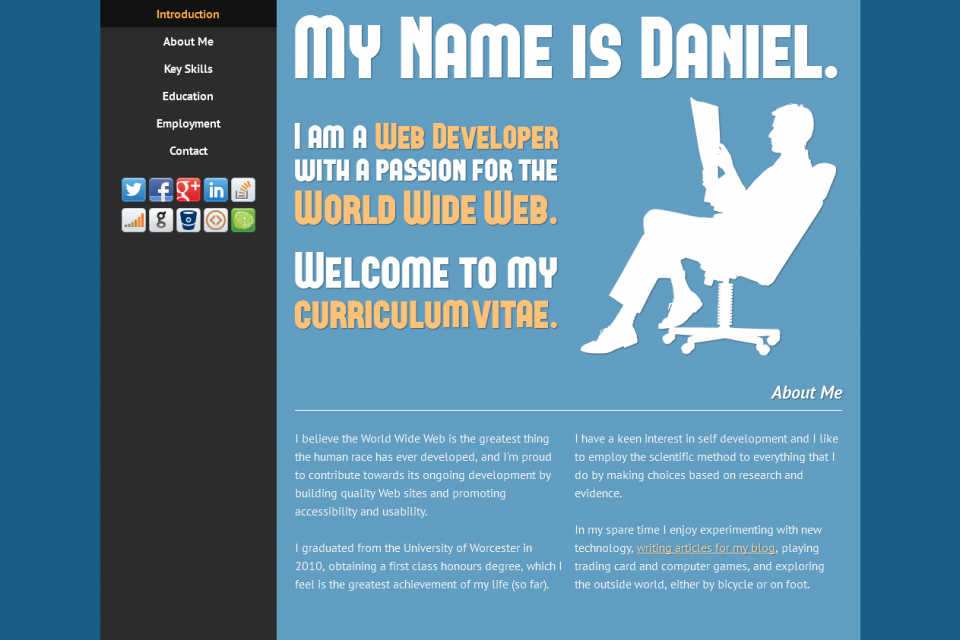 Introduction
About Me
Key Skills
Education
Employment
Contact
My Name is Daniel.
I am a Web Developer
with a passion for the
World Wide Web.
Welcome to my
curriculum vitae.
About Me
I believe the World Wide Web is the greatest thing
the human race has ever developed, and I'm proud
to contribute towards its ongoing development by
building quality Web sites and promoting
accessibility and usability.
I graduated from the University of Worcester in
2010, obtaining a first class honours degree, which I
feel is the greatest achievement of my life (so far).
I have a keen interest in self development and I like
to employ the scientific method to everything that I
do by making choices based on research and
evidence.
In my spare time I enjoy experimenting with new
technology, writing articles for my blog, playing
trading card and computer games, and exploring
the outside world, either by bicycle or on foot.